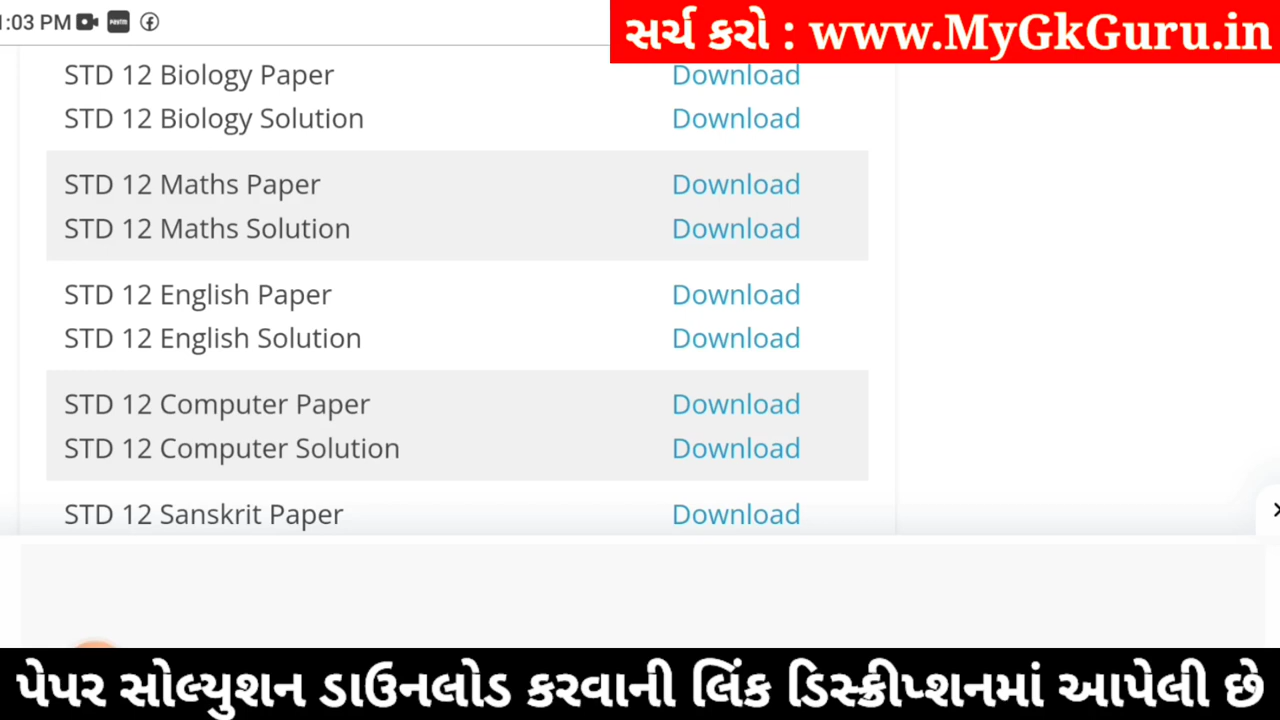 1:03 PM
સર્ચ કરો : www.MyGkGuru.in
STD 12 Biology Paper Download
STD 12 Biology Solution Download
STD 12 Maths Paper Download
STD 12 Maths Solution Download
STD 12 English Paper Download
STD 12 English Solution Download
STD 12 Computer Paper Download
STD 12 Computer Solution Download
STD 12 Sanskrit Paper Download
પેપર સોલ્યુશન ડાઉનલોડ કરવાની લિંક ડિસ્ક્રીપ્શનમાં આપેલી છે